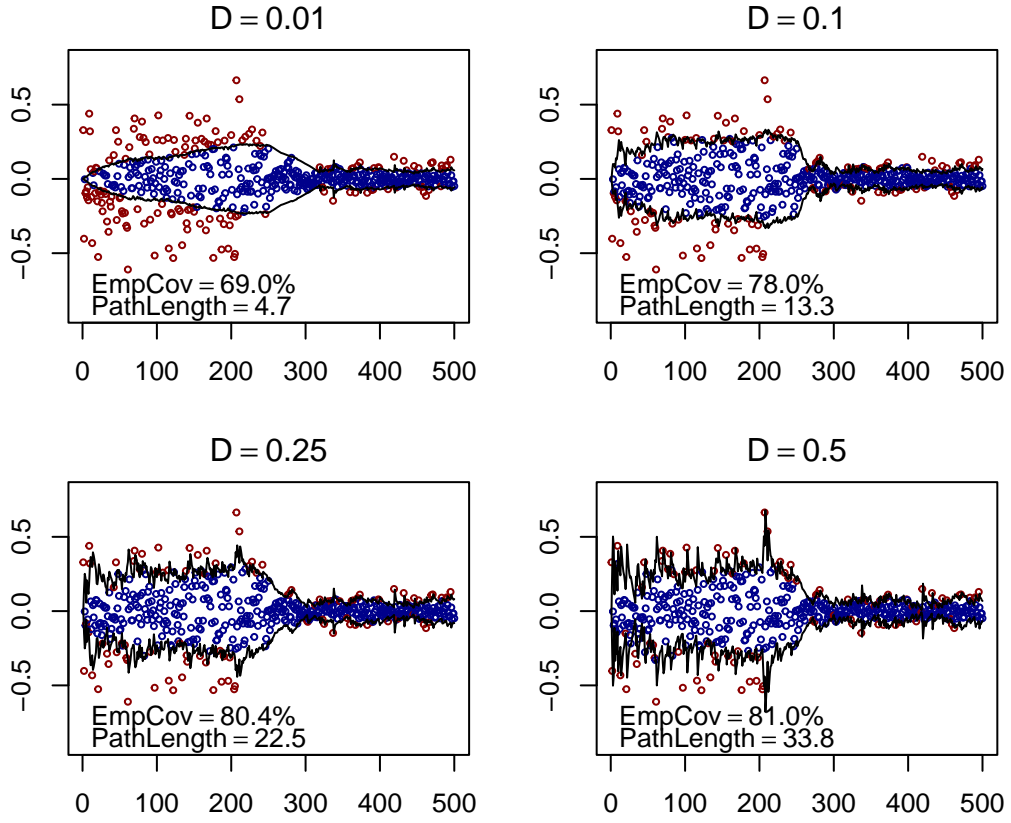 D = 0.01
0.5
0.0
−0.5
EmpCov = 69.0%
PathLength = 4.7
0 100 200 300 400 500
D = 0.1
0.5
0.0
−0.5
EmpCov = 78.0%
PathLength = 13.3
0 100 200 300 400 500
D = 0.25
0.5
0.0
−0.5
EmpCov = 80.4%
PathLength = 22.5
0 100 200 300 400 500
D = 0.5
0.5
0.0
−0.5
EmpCov = 81.0%
PathLength = 33.8
0 100 200 300 400 500